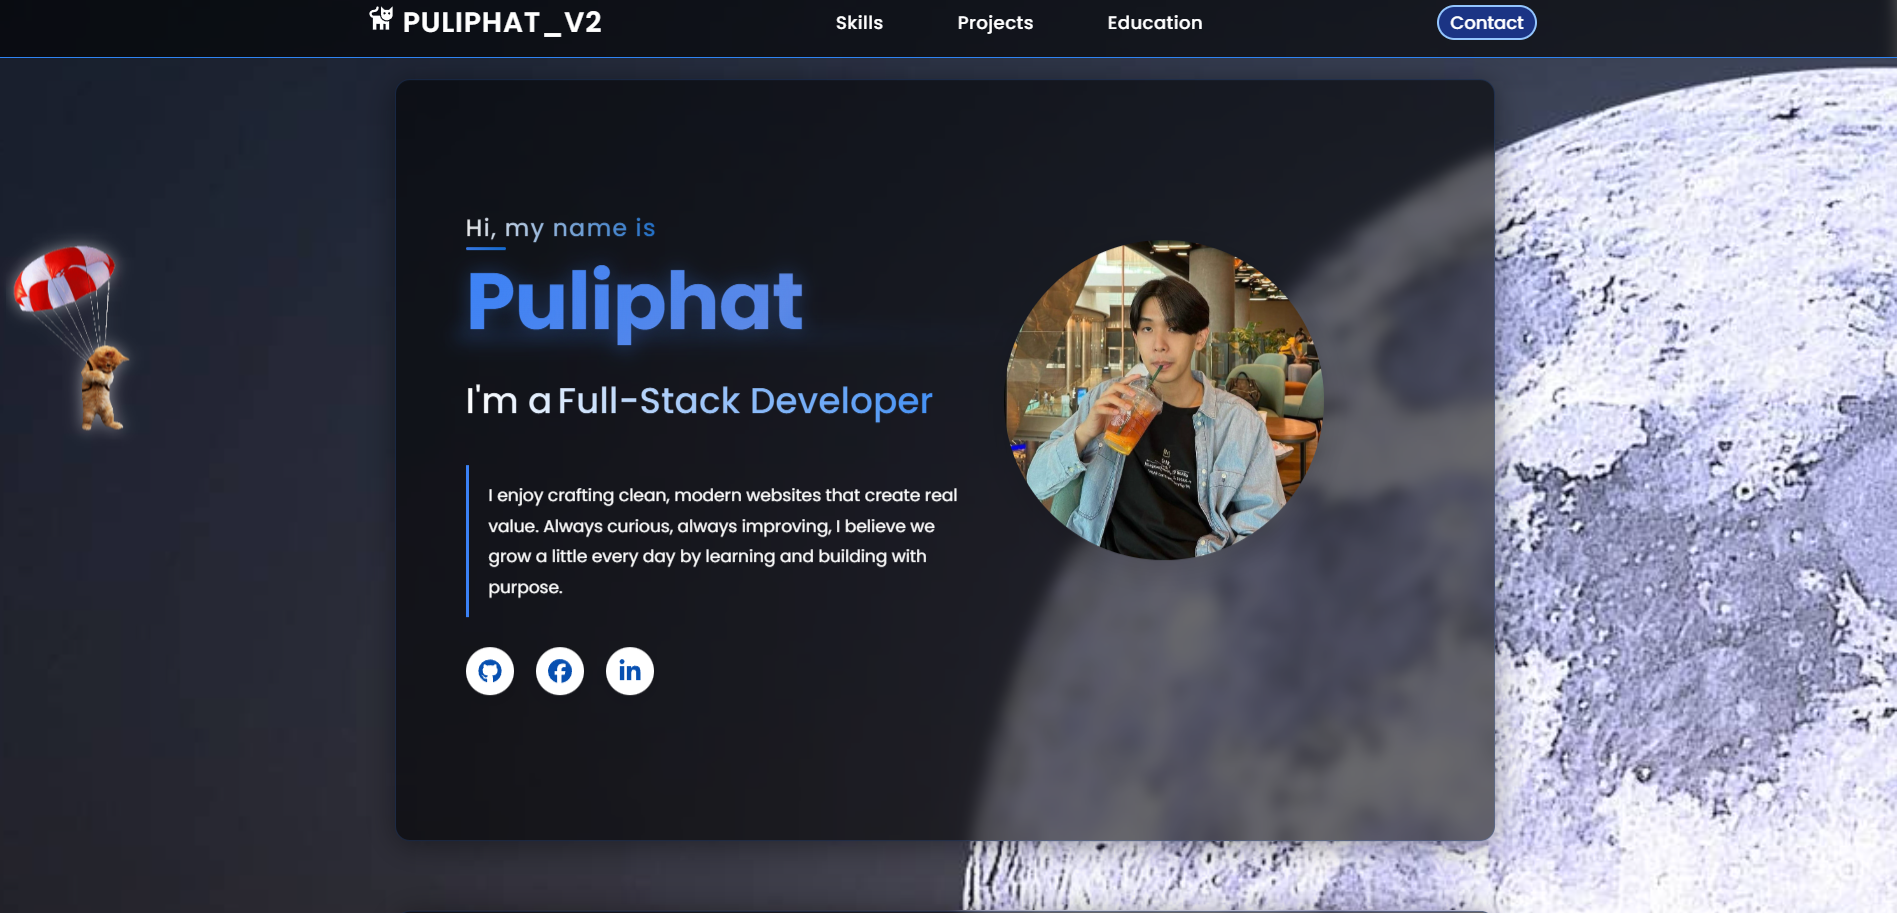 PULIPHAT_V2
Skills
Projects
Education
Contact
Hi, my name is
Puliphat
I'm a Full-Stack Developer
I enjoy crafting clean, modern websites that create real
value. Always curious, always improving, I believe we
grow a little every day by learning and building with
purpose.
in